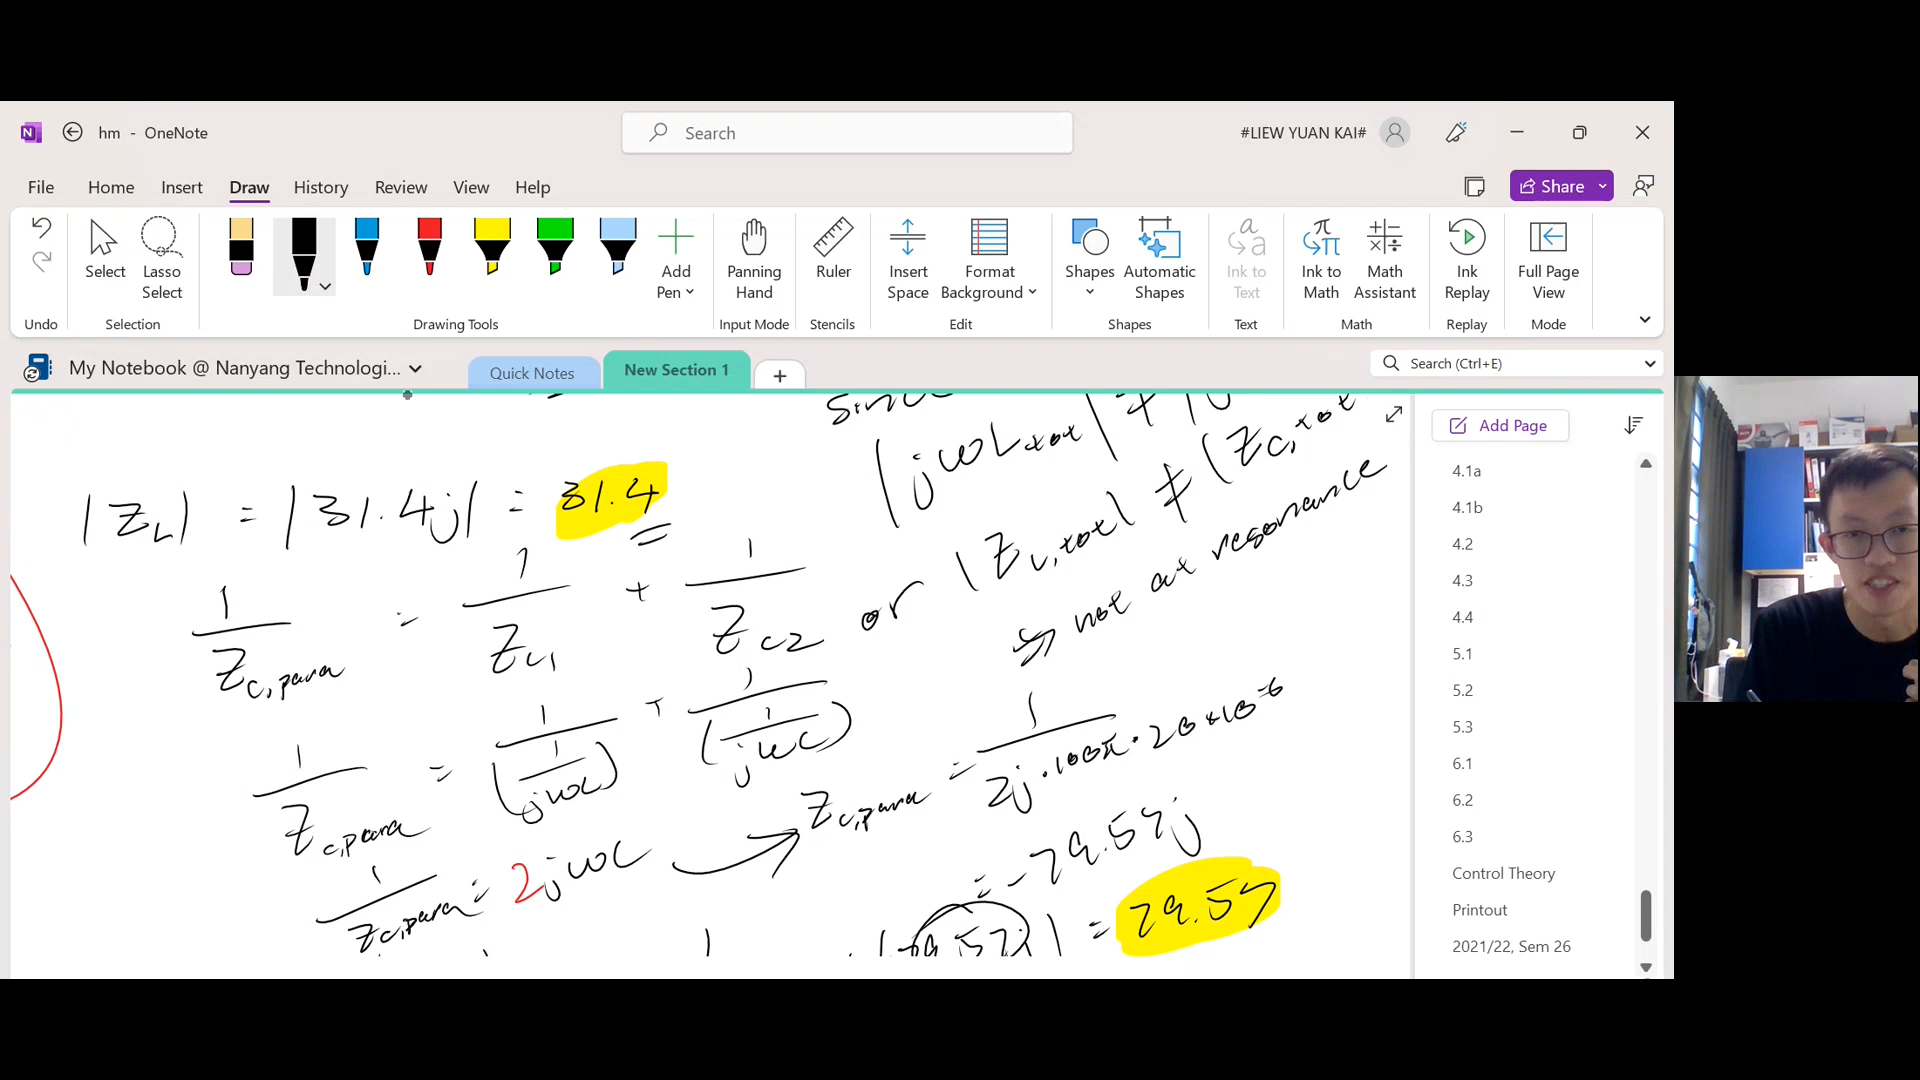 hm - OneNote
Search
#LIEW YUAN KAI#
File Home Insert Draw History Review View Help
Share
Undo
Select
Lasso Select
Selection
Drawing Tools
Add Pen
Panning Hand
Input Mode
Ruler
Stencils
Insert Space
Format Background
Edit
Shapes
Automatic Shapes
Shapes
Ink to Text
Text
Ink to Math
Math Assistant
Math
Ink Replay
Replay
Full Page View
Mode
My Notebook @ Nanyang Technologi...
Quick Notes
New Section 1
+
Search (Ctrl+E)
since
|jωLtot| ≠
|Z_L| = |31.4j| = 31.4
or |Z_L,tot| ≠ |Z_C,tot
⇒ not at resonance
1/Z_c,para = 1/Z_C1 + 1/Z_C2
1/Z_c,para = 1/(1/jωC) + 1/(1/jωC)
1/Z_c,para = 2jωC
Z_c,para = 1/(2j·100π·20×10^-6)
= -79.57j
|-79.57j| = 79.57
Add Page
4.1a
4.1b
4.2
4.3
4.4
5.1
5.2
5.3
6.1
6.2
6.3
Control Theory
Printout
2021/22, Sem 26